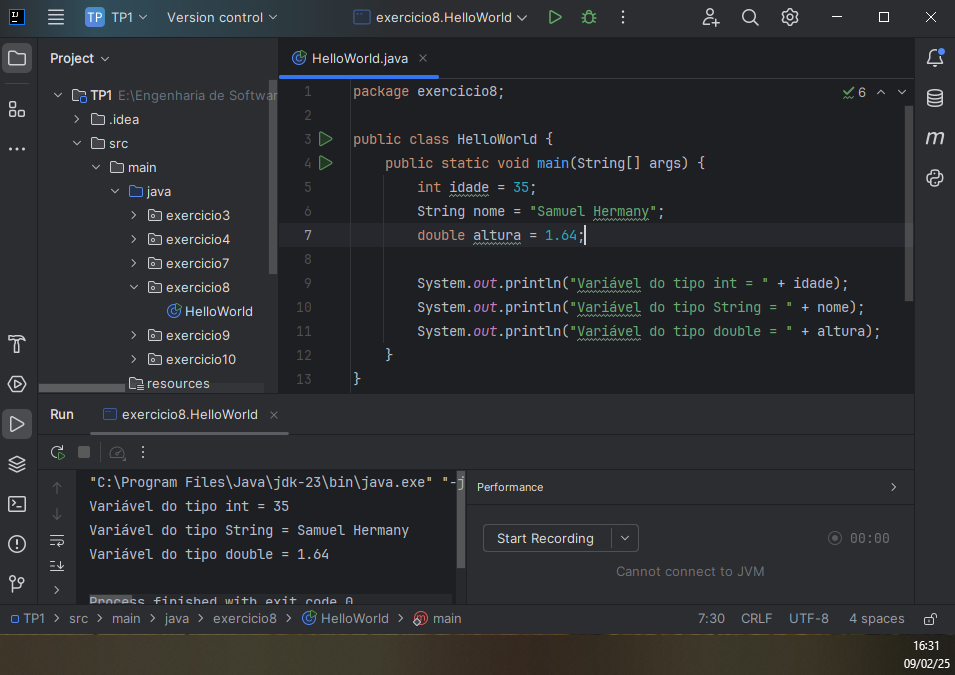 TP TP1 Version control exercicio8.HelloWorld
Project
HelloWorld.java
TP1 E:\Engenharia de Softwar
.idea
src
main
java
exercicio3
exercicio4
exercicio7
exercicio8
HelloWorld
exercicio9
exercicio10
resources
6
1 package exercicio8;
2
3 public class HelloWorld {
4 public static void main(String[] args) {
5 int idade = 35;
6 String nome = "Samuel Hermany";
7 double altura = 1.64;
8
9 System.out.println("Variável do tipo int = " + idade);
10 System.out.println("Variável do tipo String = " + nome);
11 System.out.println("Variável do tipo double = " + altura);
12 }
13 }
m
Run exercicio8.HelloWorld
"C:\Program Files\Java\jdk-23\bin\java.exe" "-j
Variável do tipo int = 35
Variável do tipo String = Samuel Hermany
Variável do tipo double = 1.64
Process finished with exit code 0
Performance
Start Recording
00:00
Cannot connect to JVM
TP1 src main java exercicio8 HelloWorld main 7:30 CRLF UTF-8 4 spaces
16:31
09/02/25